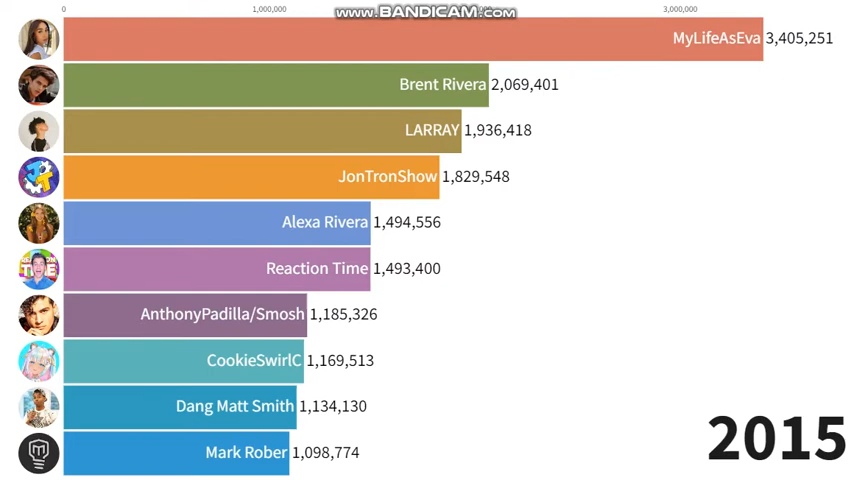 0 1,000,000 3,000,000
www.BANDICAM.com
MyLifeAsEva 3,405,251
Brent Rivera 2,069,401
LARRAY 1,936,418
JonTronShow 1,829,548
Alexa Rivera 1,494,556
Reaction Time 1,493,400
AnthonyPadilla/Smosh 1,185,326
CookieSwirlC 1,169,513
Dang Matt Smith 1,134,130
Mark Rober 1,098,774
2015